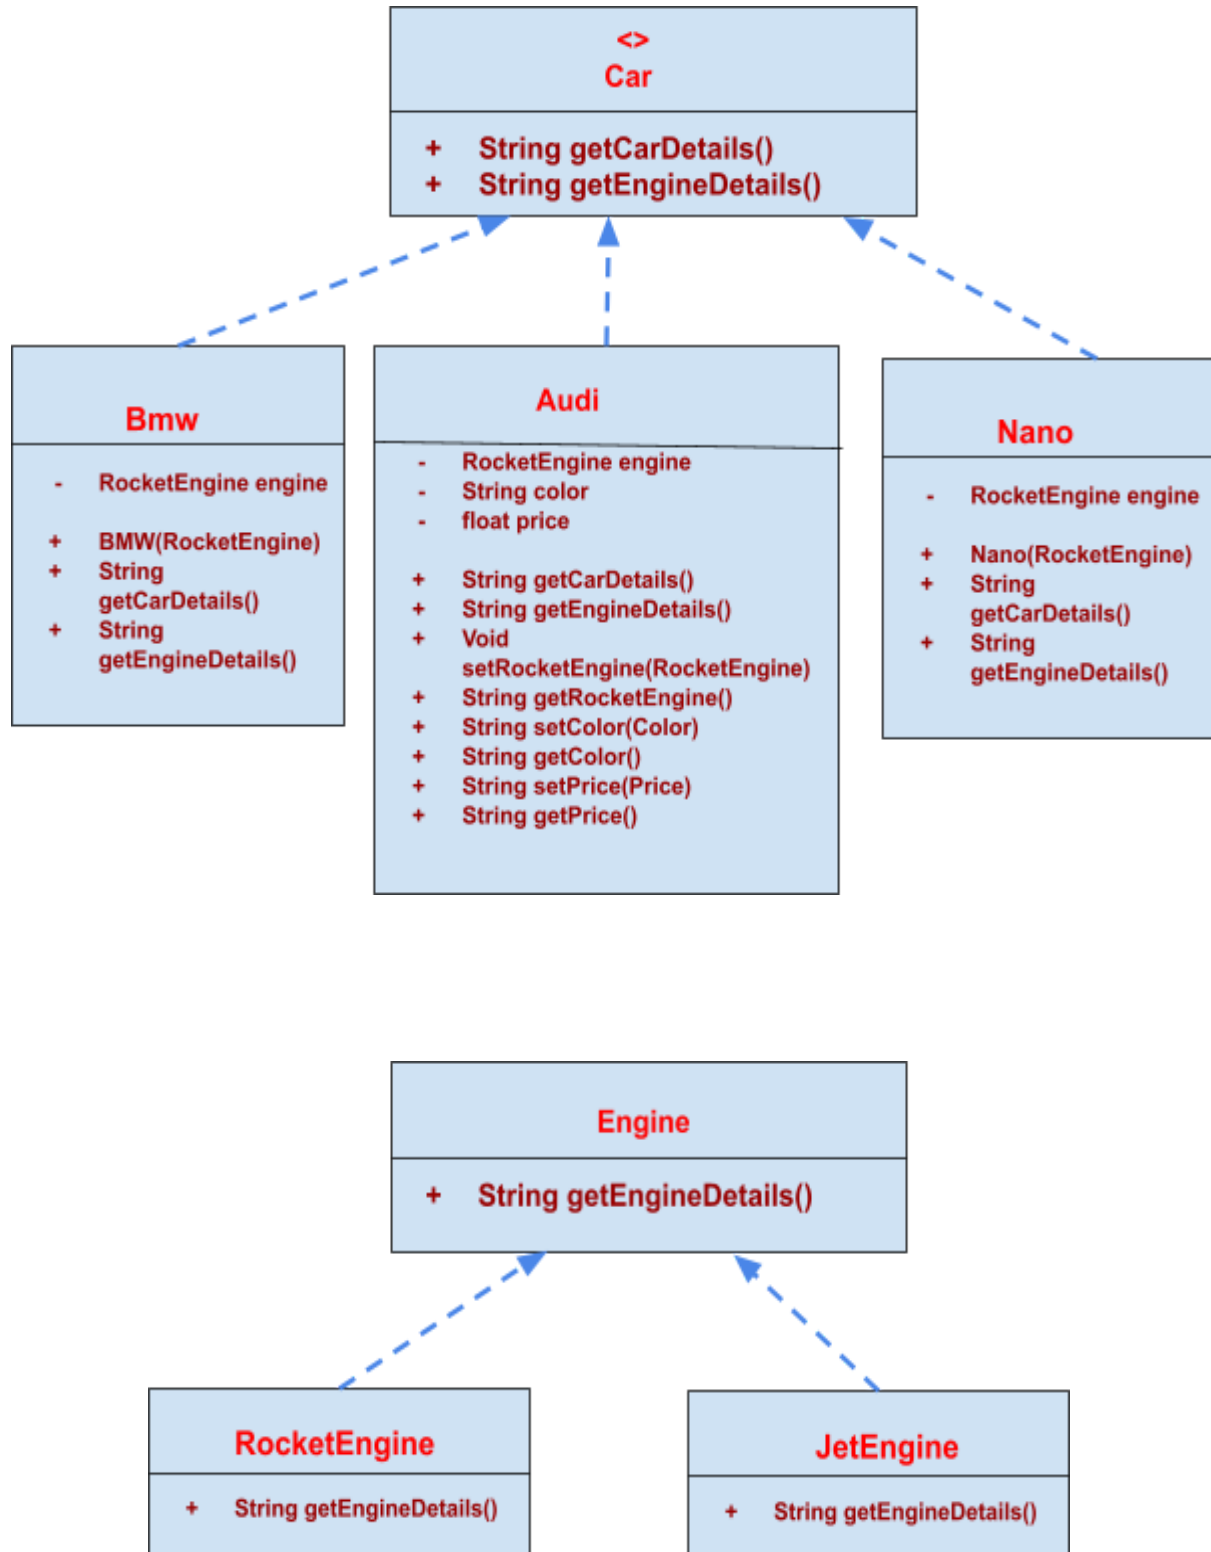 <>
Car
+ String getCarDetails()
+ String getEngineDetails()
Bmw
- RocketEngine engine
+ BMW(RocketEngine)
+ String
getCarDetails()
+ String
getEngineDetails()
Audi
- RocketEngine engine
- String color
- float price
+ String getCarDetails()
+ String getEngineDetails()
+ Void
setRocketEngine(RocketEngine)
+ String getRocketEngine()
+ String setColor(Color)
+ String getColor()
+ String setPrice(Price)
+ String getPrice()
Nano
- RocketEngine engine
+ Nano(RocketEngine)
+ String
getCarDetails()
+ String
getEngineDetails()
Engine
+ String getEngineDetails()
RocketEngine
+ String getEngineDetails()
JetEngine
+ String getEngineDetails()